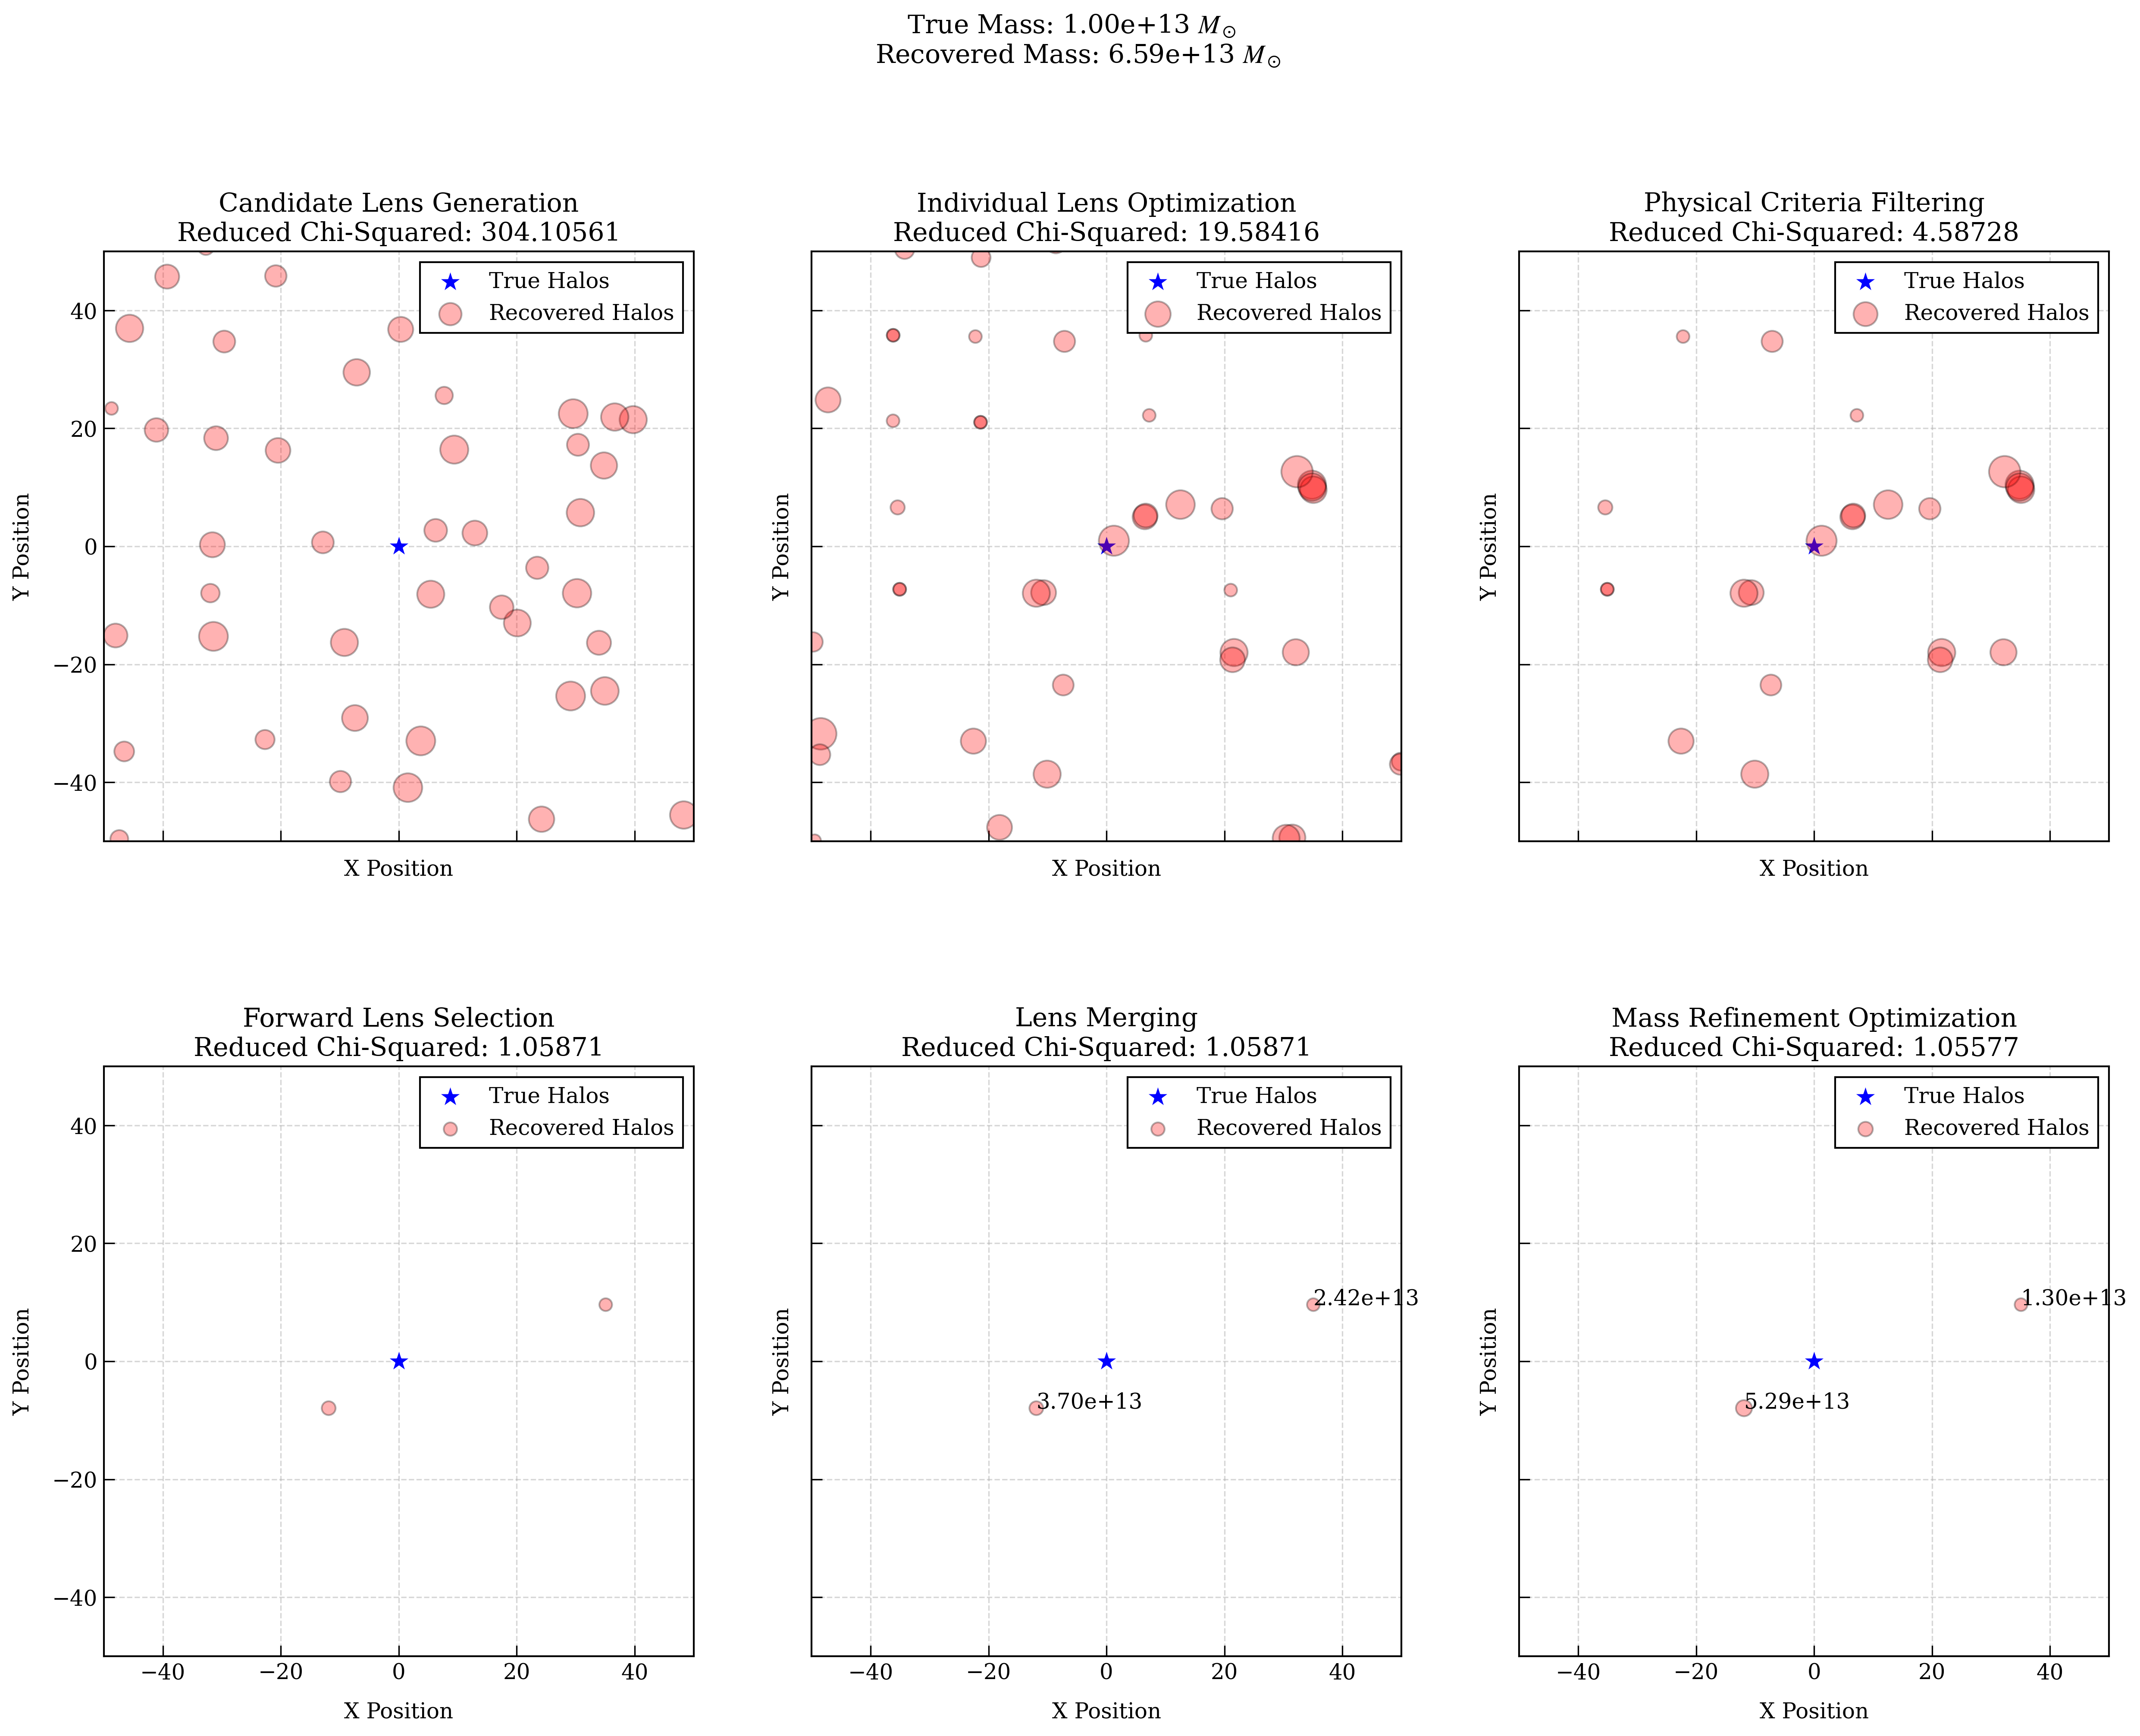 True Mass: 1.00e+13 M⊙
Recovered Mass: 6.59e+13 M⊙
Candidate Lens Generation
Reduced Chi-Squared: 304.10561
True Halos
Recovered Halos
40
20
0
−20
−40
Y Position
X Position
Individual Lens Optimization
Reduced Chi-Squared: 19.58416
True Halos
Recovered Halos
Y Position
X Position
Physical Criteria Filtering
Reduced Chi-Squared: 4.58728
True Halos
Recovered Halos
Y Position
X Position
Forward Lens Selection
Reduced Chi-Squared: 1.05871
True Halos
Recovered Halos
40
20
0
−20
−40
Y Position
−40 −20 0 20 40
X Position
Lens Merging
Reduced Chi-Squared: 1.05871
True Halos
Recovered Halos
2.42e+13
3.70e+13
Y Position
−40 −20 0 20 40
X Position
Mass Refinement Optimization
Reduced Chi-Squared: 1.05577
True Halos
Recovered Halos
1.30e+13
5.29e+13
Y Position
−40 −20 0 20 40
X Position